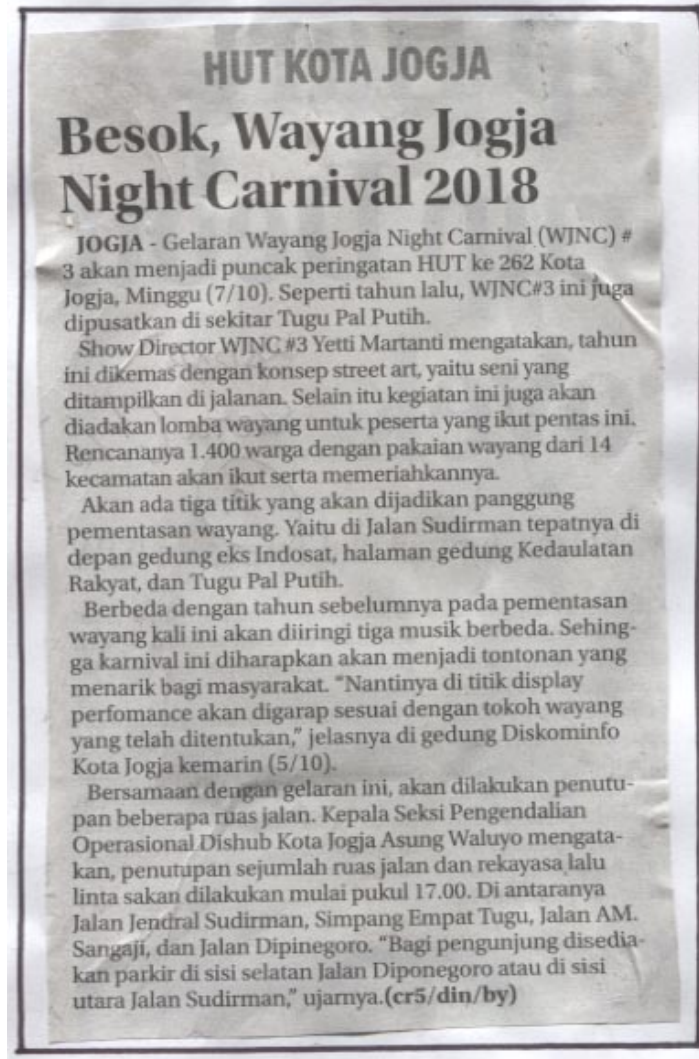 HUT KOTA JOGJA
Besok, Wayang Jogja
Night Carnival 2018
JOGJA - Gelaran Wayang Jogja Night Carnival (WJNC) #
3 akan menjadi puncak peringatan HUT ke 262 Kota
Jogja, Minggu (7/10). Seperti tahun lalu, WJNC#3 ini juga
dipusatkan di sekitar Tugu Pal Putih.
Show Director WJNC #3 Yetti Martanti mengatakan, tahun
ini dikemas dengan konsep street art, yaitu seni yang
ditampilkan di jalanan. Selain itu kegiatan ini juga akan
diadakan lomba wayang untuk peserta yang ikut pentas ini.
Rencananya 1.400 warga dengan pakaian wayang dari 14
kecamatan akan ikut serta memeriahkannya.
Akan ada tiga titik yang akan dijadikan panggung
pementasan wayang. Yaitu di Jalan Sudirman tepatnya di
depan gedung eks Indosat, halaman gedung Kedaulatan
Rakyat, dan Tugu Pal Putih.
Berbeda dengan tahun sebelumnya pada pementasan
wayang kali ini akan diiringi tiga musik berbeda. Sehing-
ga karnival ini diharapkan akan menjadi tontonan yang
menarik bagi masyarakat. “Nantinya di titik display
perfomance akan digarap sesuai dengan tokoh wayang
yang telah ditentukan,” jelasnya di gedung Diskominfo
Kota Jogja kemarin (5/10).
Bersamaan dengan gelaran ini, akan dilakukan penutu-
pan beberapa ruas jalan. Kepala Seksi Pengendalian
Operasional Dishub Kota Jogja Asung Waluyo mengata-
kan, penutupan sejumlah ruas jalan dan rekayasa lalu
linta sakan dilakukan mulai pukul 17.00. Di antaranya
Jalan Jendral Sudirman, Simpang Empat Tugu, Jalan AM.
Sangaji, dan Jalan Dipinegoro. “Bagi pengunjung disedia-
kan parkir di sisi selatan Jalan Diponegoro atau di sisi
utara Jalan Sudirman,” ujarnya.(cr5/din/by)